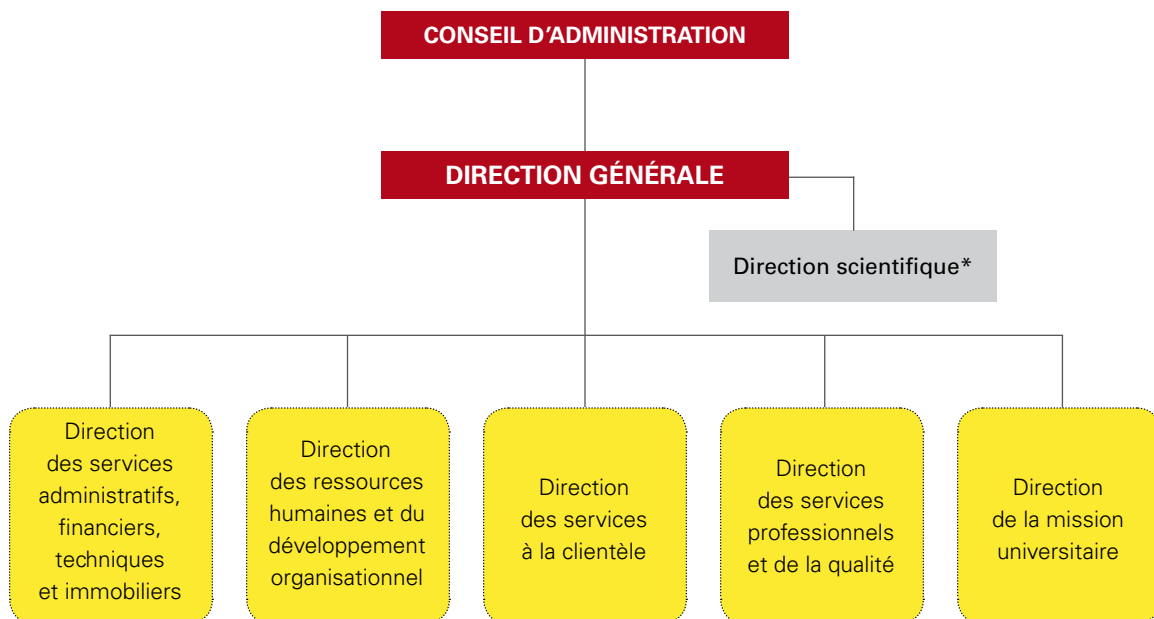 CONSEIL D’ADMINISTRATION
DIRECTION GÉNÉRALE
Direction scientifique*
Direction
des services
administratifs,
financiers,
techniques
et immobiliers
Direction
des ressources
humaines et du
développement
organisationnel
Direction
des services
à la clientèle
Direction
des services
professionnels
et de la qualité
Direction
de la mission
universitaire